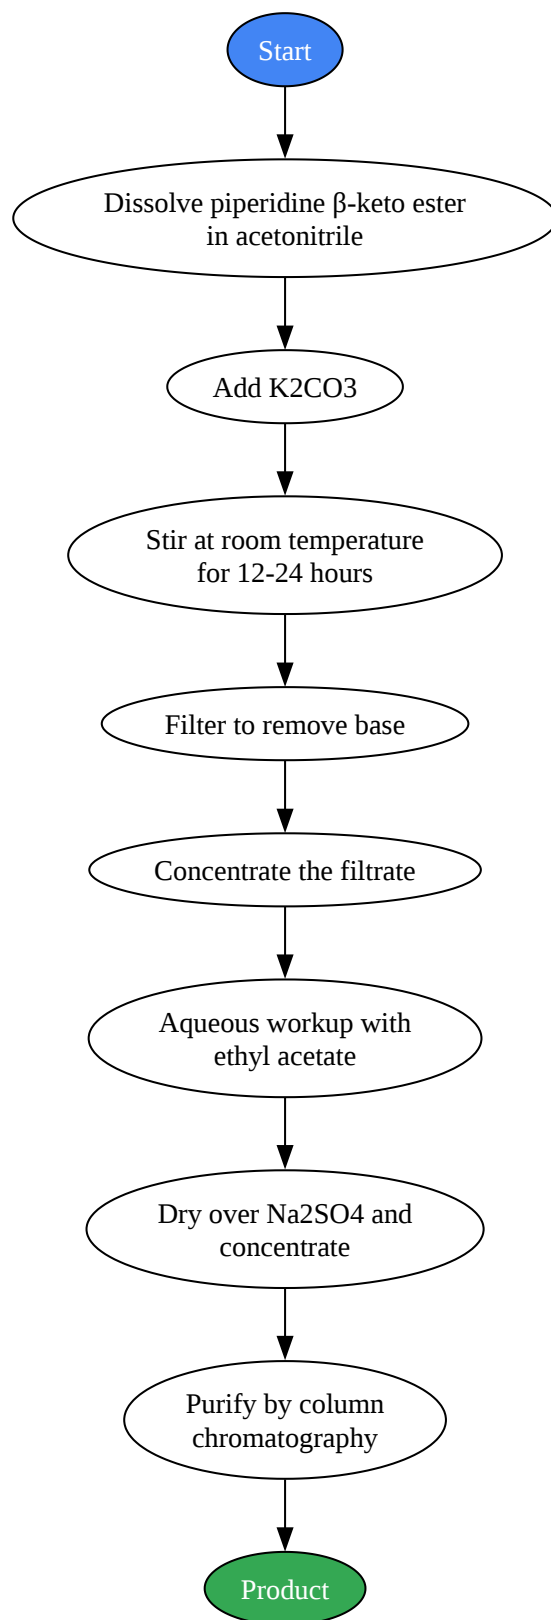 Start
Dissolve piperidine β-keto ester
in acetonitrile
Add K2CO3
Stir at room temperature
for 12-24 hours
Filter to remove base
Concentrate the filtrate
Aqueous workup with
ethyl acetate
Dry over Na2SO4 and
concentrate
Purify by column
chromatography
Product